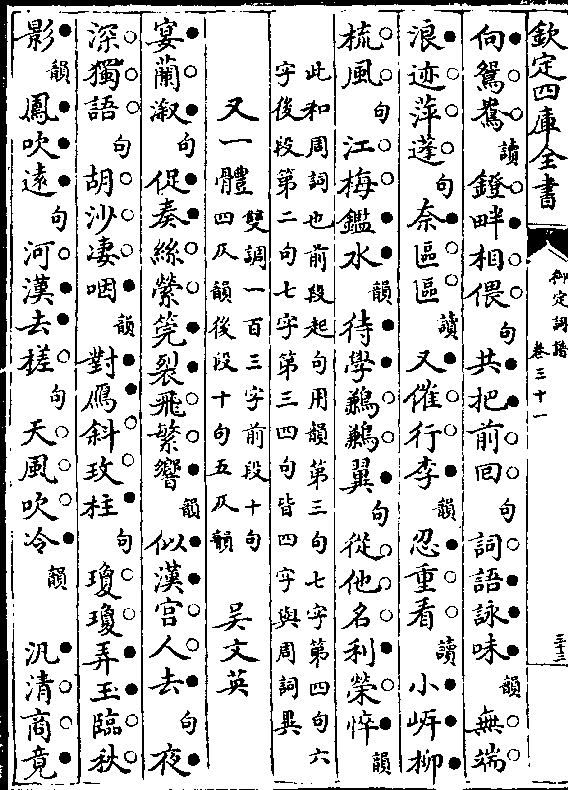 欽定四庫全書
御定詞譜 卷三十一
三十三
向鴛鴦讀鐙畔相偎句共把前回句詞語詠味韻無端
浪迹萍蓬句奈區區讀又催行李韻忍重看讀小岍柳
梳風句江梅鑑水韻待學鶼鶼翼句從他名利榮悴韻
此和周詞也前段起句用韻第三句七字第四句六
字後段第二句七字第三四句皆四字與周詞異
又一體
雙調一百三字前段十句
四仄韻後段十句五仄韻
吳文英
宴蘭溆句促奏絲縈筦裂飛繁響韻似漢宮人去句夜
深獨語句胡沙凄咽韻對鴈斜玫柱句瓊瓊弄玉臨秋
影韻鳳吹遠句河漢去槎句天風吹冷韻汎清商竟